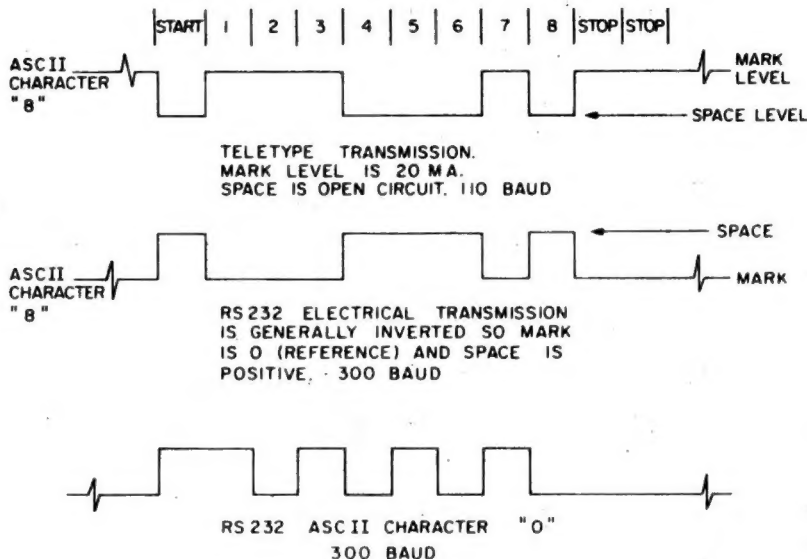 START 1 2 3 4 5 6 7 8 STOP STOP
ASCII
CHARACTER
"8"
MARK
LEVEL
SPACE LEVEL
TELETYPE TRANSMISSION.
MARK LEVEL IS 20 MA.
SPACE IS OPEN CIRCUIT. 110 BAUD
SPACE
ASCII
CHARACTER
"8"
MARK
RS232 ELECTRICAL TRANSMISSION
IS GENERALLY INVERTED SO MARK
IS 0 (REFERENCE) AND SPACE IS
POSITIVE. 300 BAUD
RS232 ASCII CHARACTER "0"
300 BAUD